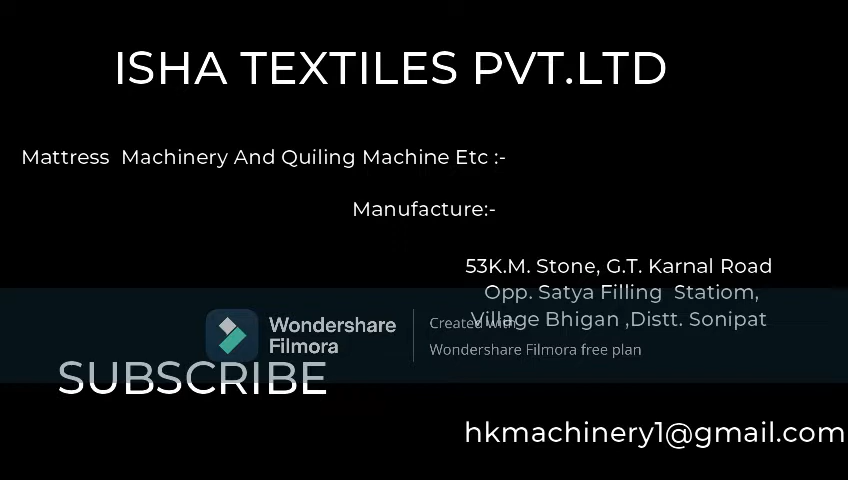 ISHA TEXTILES PVT.LTD
Mattress Machinery And Quiling Machine Etc :-
Manufacture:-
53K.M. Stone, G.T. Karnal Road
Opp. Satya Filling Statiom,
Village Bhigan ,Distt. Sonipat
Wondershare
Filmora
Created with
Wondershare Filmora free plan
SUBSCRIBE
hkmachinery1@gmail.com